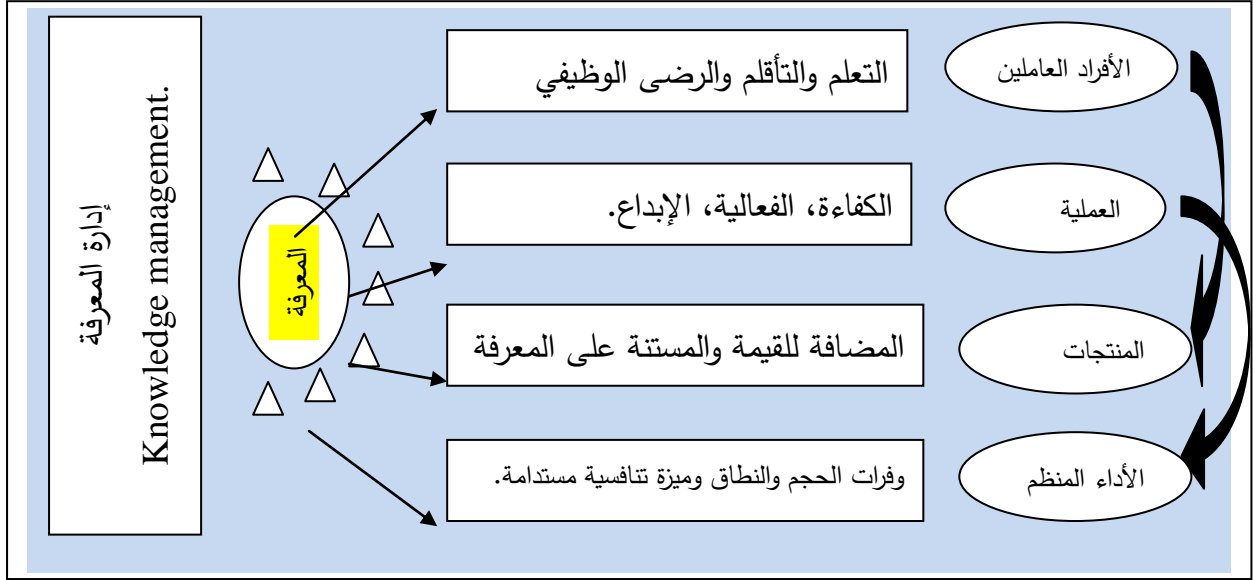 الأفراد العاملين
التعلم والتأقلم والرضى الوظيفي
العملية
الكفاءة، الفعالية، الإبداع.
المنتجات
المضافة للقيمة والمستنة على المعرفة
الأداء المنظم
وفرات الحجم والنطاق وميزة تنافسية مستدامة.
المعرفة
إدارة المعرفة
Knowledge management.